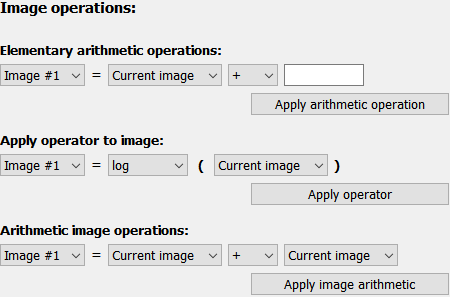 Image operations:
Elementary arithmetic operations:
Image #1 = Current image +
Apply arithmetic operation
Apply operator to image:
Image #1 = log ( Current image )
Apply operator
Arithmetic image operations:
Image #1 = Current image + Current image
Apply image arithmetic